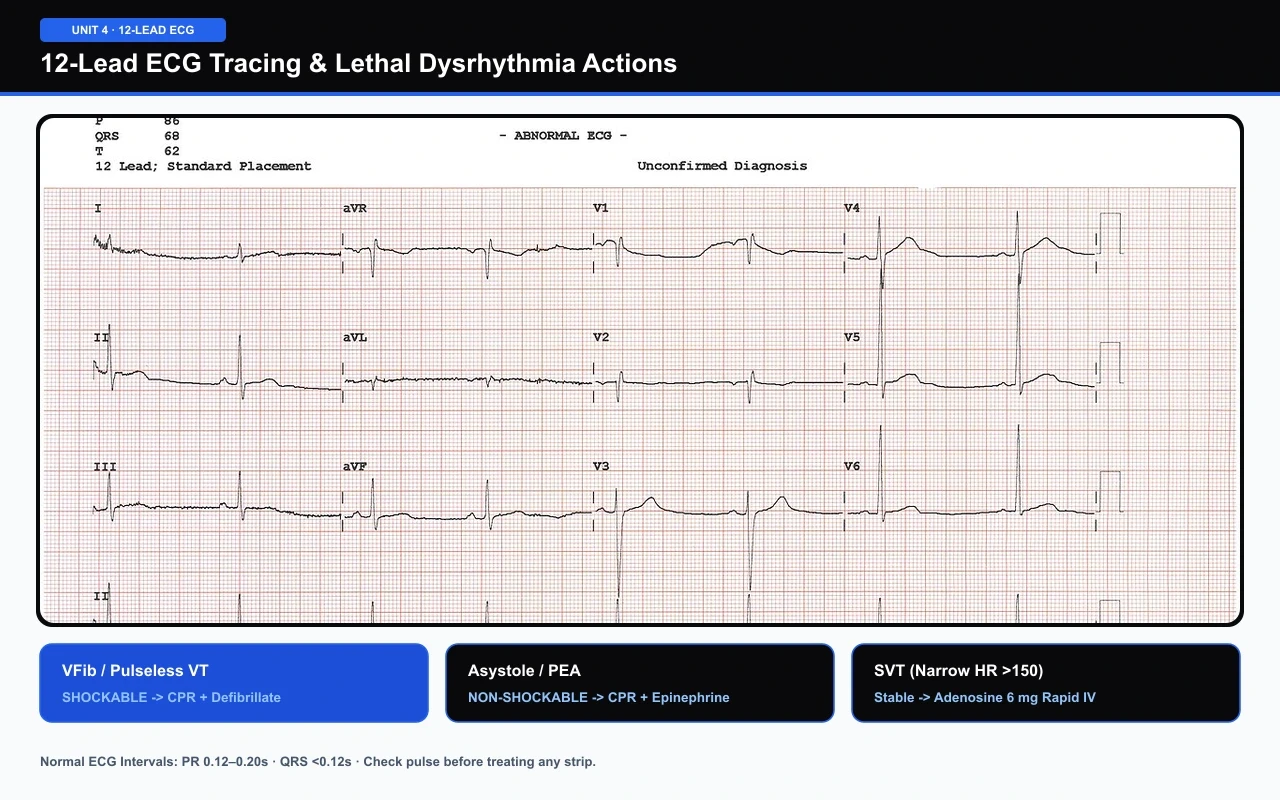 UNIT 4 · 12-LEAD ECG
12-Lead ECG Tracing & Lethal Dysrhythmia Actions
P 86
QRS 68
- ABNORMAL ECG -
T 62
12 Lead; Standard Placement
Unconfirmed Diagnosis
I aVR V1 V4
II aVL V2 V5
III aVF V3 V6
II
VFib / Pulseless VT
SHOCKABLE -> CPR + Defibrillate
Asystole / PEA
NON-SHOCKABLE -> CPR + Epinephrine
SVT (Narrow HR >150)
Stable -> Adenosine 6 mg Rapid IV
Normal ECG Intervals: PR 0.12–0.20s · QRS <0.12s · Check pulse before treating any strip.